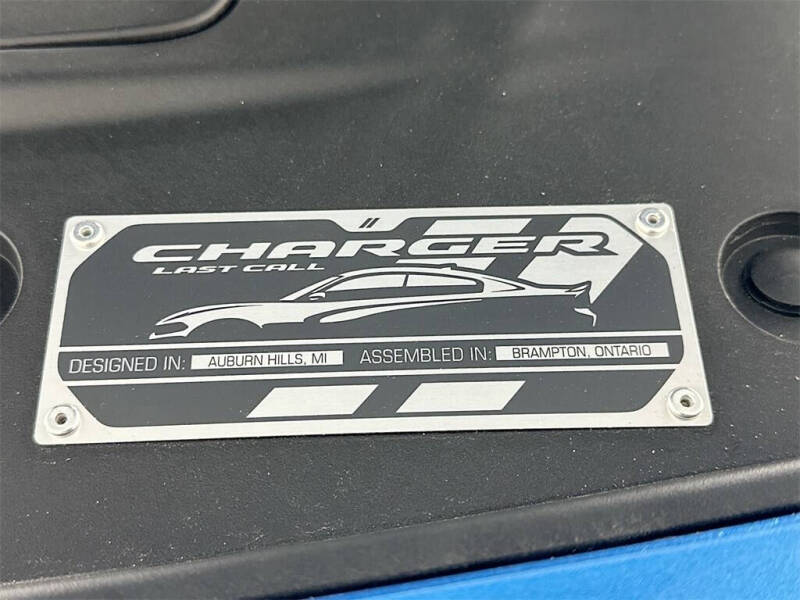 CHARGER
LAST CALL
DESIGNED IN: AUBURN HILLS, MI ASSEMBLED IN: BRAMPTON, ONTARIO